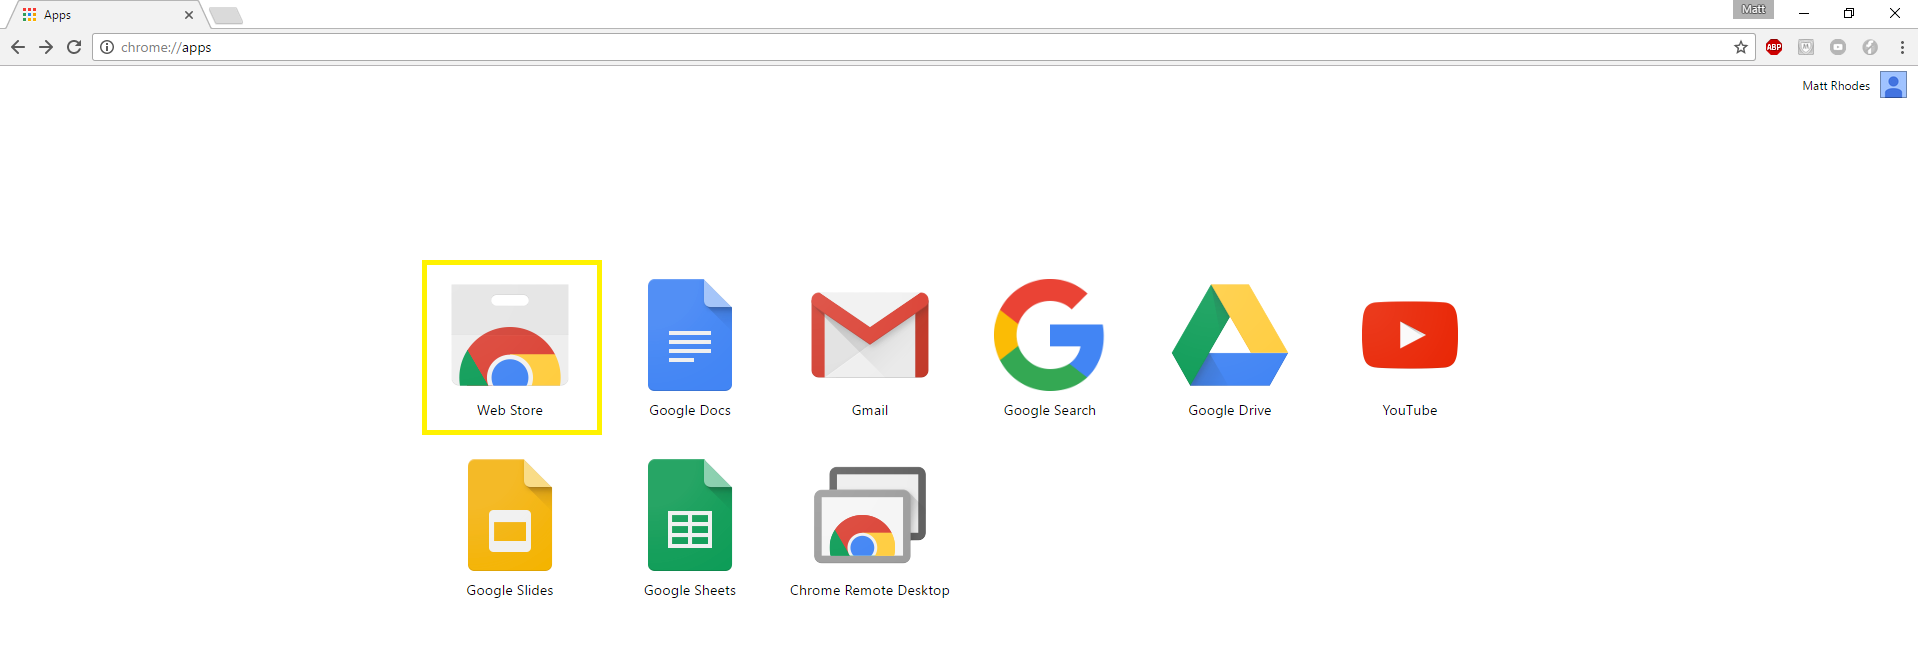 Apps
Matt
chrome://apps
ABP
Matt Rhodes
Web Store
Google Docs
Gmail
Google Search
Google Drive
YouTube
Google Slides
Google Sheets
Chrome Remote Desktop